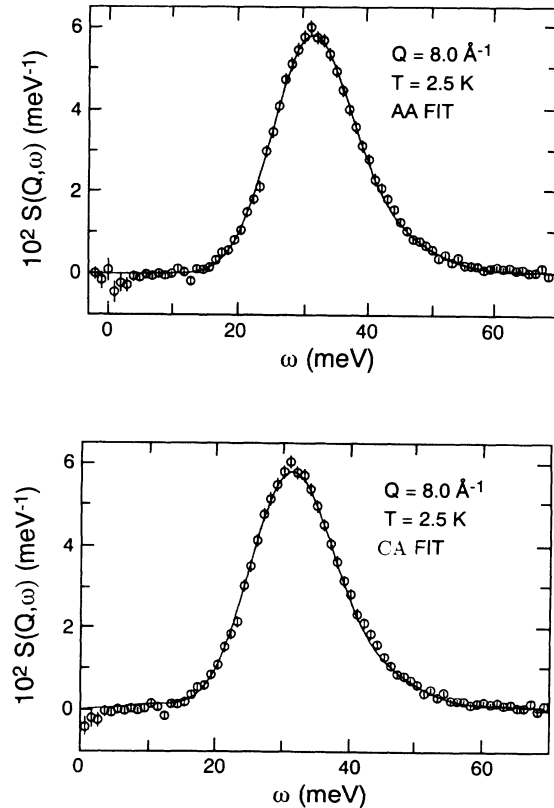 6
4
2
0
10² S(Q,ω) (meV⁻¹)
Q = 8.0 Å⁻¹
T = 2.5 K
AA FIT
0 20 40 60
ω (meV)
6
4
2
0
10² S(Q,ω) (meV⁻¹)
Q = 8.0 Å⁻¹
T = 2.5 K
CA FIT
0 20 40 60
ω (meV)